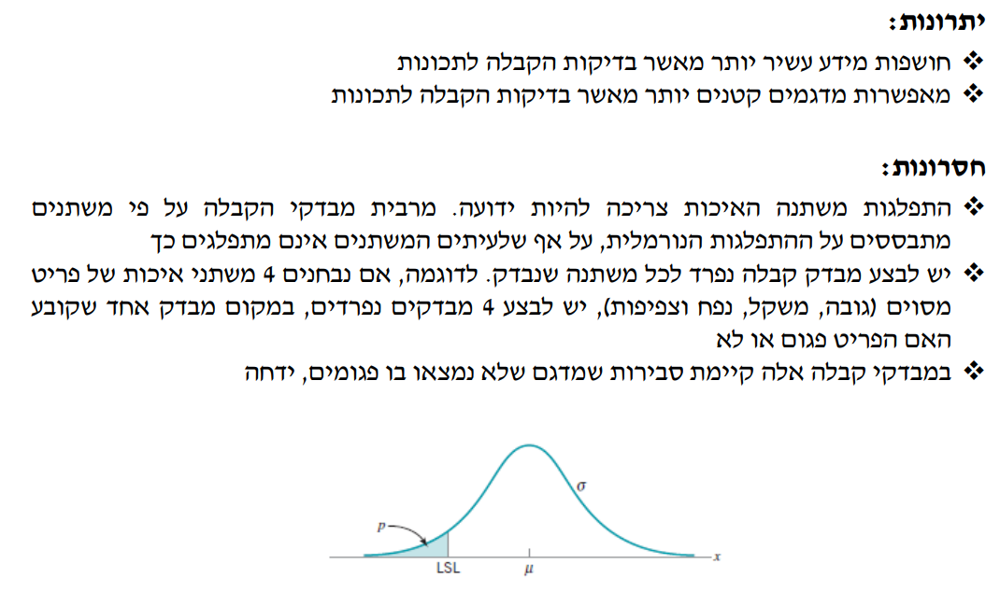 יתרונות:
❖ חושפות מידע עשיר יותר מאשר בדיקות הקבלה לתכונות
❖ מאפשרות מדגמים קטנים יותר מאשר בדיקות הקבלה לתכונות
חסרונות:
❖ התפלגות משתנה האיכות צריכה להיות ידועה. מרבית מבדקי הקבלה על פי משתנים
מתבססים על ההתפלגות הנורמלית, על אף שלעיתים המשתנים אינם מתפלגים כך
❖ יש לבצע מבדק קבלה נפרד לכל משתנה שנבדק. לדוגמה, אם נבחנים 4 משתני איכות של פריט
מסוים (גובה, משקל, נפח וצפיפות), יש לבצע 4 מבדקים נפרדים, במקום מבדק אחד שקובע
האם הפריט פגום או לא
❖ במבדקי קבלה אלה קיימת סבירות שמדגם שלא נמצאו בו פגומים, ידחה
σ
p
x
LSL
μ